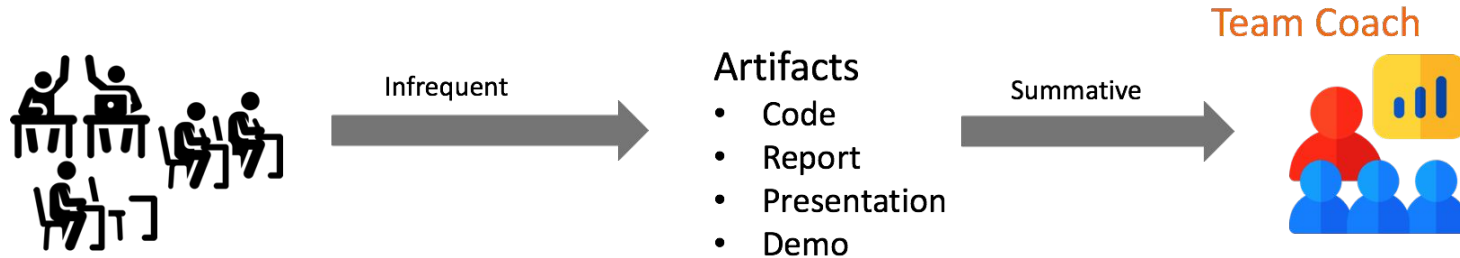 Team Coach
Infrequent
Artifacts
• Code
• Report
• Presentation
• Demo
Summative